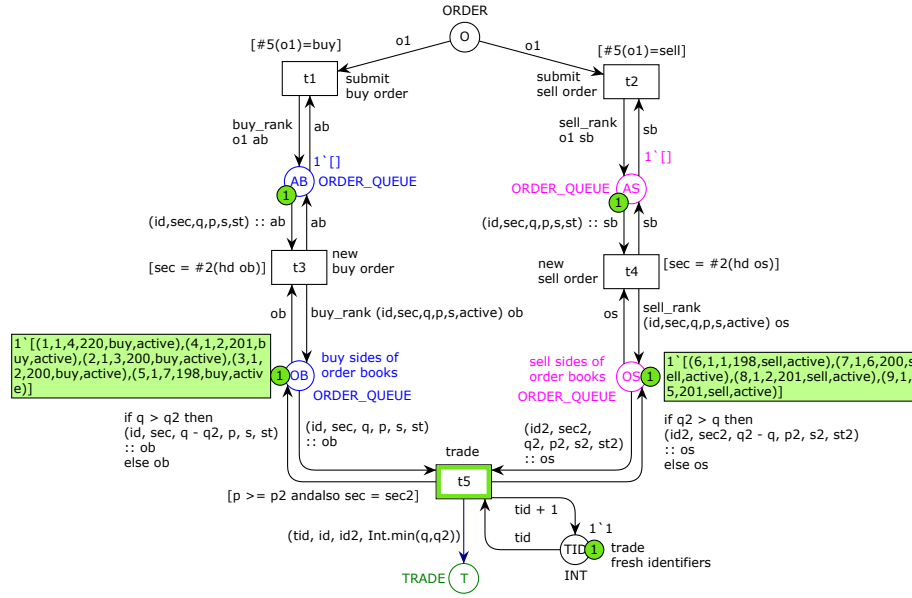 ORDER
O
o1
o1
[#5(o1)=buy]
[#5(o1)=sell]
t1
submit
buy order
submit
sell order
t2
buy_rank
o1 ab
ab
sell_rank
o1 sb
sb
1`[]
AB
ORDER_QUEUE
1
1`[]
ORDER_QUEUE
AS
1
(id,sec,q,p,s,st) :: ab
ab
(id,sec,q,p,s,st) :: sb
sb
[sec = #2(hd ob)]
t3
new
buy order
new
sell order
t4
[sec = #2(hd os)]
ob
buy_rank (id,sec,q,p,s,active) ob
os
sell_rank
(id,sec,q,p,s,active) os
1`[(1,1,4,220,buy,active),(4,1,2,201,b
uy,active),(2,1,3,200,buy,active),(3,1,
2,200,buy,active),(5,1,7,198,buy,activ
e)]
1
OB
buy sides of
order books
ORDER_QUEUE
sell sides of
order books
ORDER_QUEUE
OS
1
1`[(6,1,1,198,sell,active),(7,1,6,200,s
ell,active),(8,1,2,201,sell,active),(9,1,
5,201,sell,active)]
if q > q2 then
(id, sec, q - q2, p, s, st)
:: ob
else ob
(id, sec, q, p, s, st)
:: ob
(id2, sec2,
q2, p2, s2, st2)
:: os
if q2 > q then
(id2, sec2, q2 - q, p2, s2, st2)
:: os
else os
trade
t5
[p >= p2 andalso sec = sec2]
tid + 1
tid
(tid, id, id2, Int.min(q,q2))
1`1
TID
1
trade
fresh identifiers
INT
TRADE
T